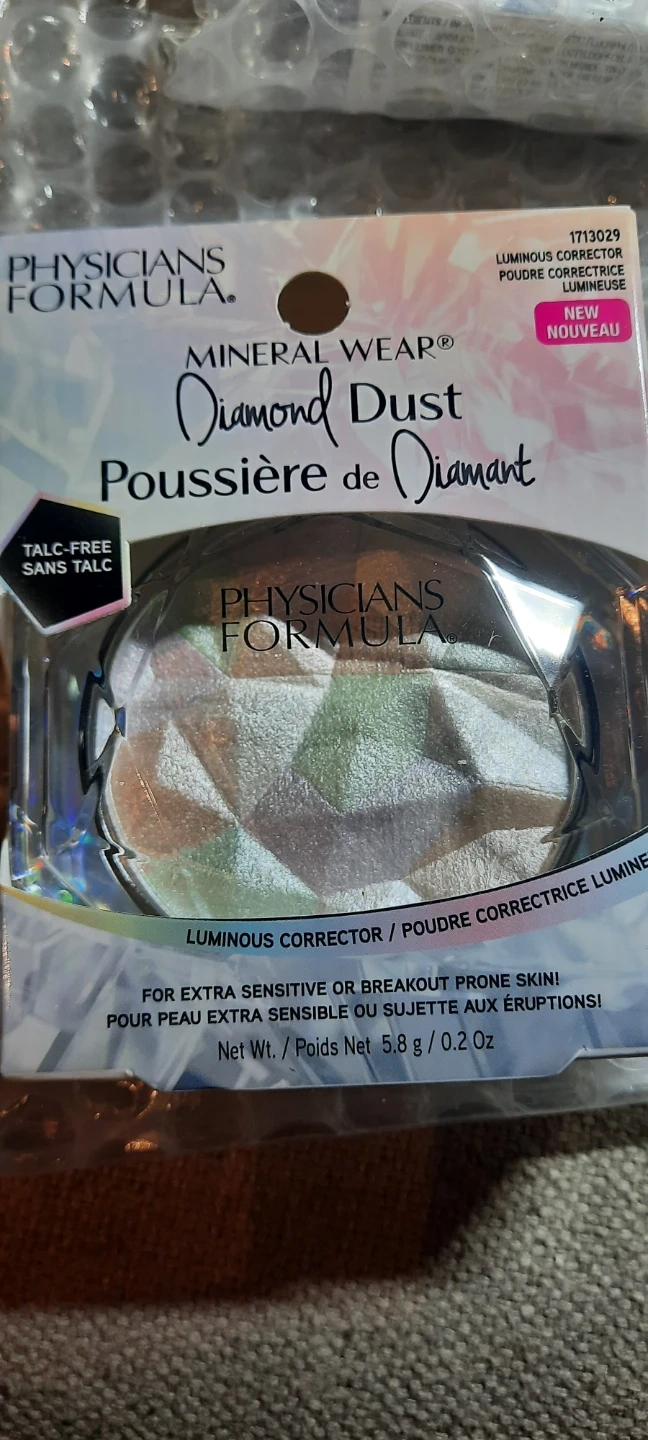 PHYSICIANS
FORMULA®
1713029
LUMINOUS CORRECTOR
POUDRE CORRECTRICE
LUMINEUSE
NEW
NOUVEAU
MINERAL WEAR®
Diamond Dust
Poussière de Diamant
TALC-FREE
SANS TALC
PHYSICIANS
FORMULA®
LUMINOUS CORRECTOR / POUDRE CORRECTRICE LUMINE
FOR EXTRA SENSITIVE OR BREAKOUT PRONE SKIN!
POUR PEAU EXTRA SENSIBLE OU SUJETTE AUX ÉRUPTIONS!
Net Wt. / Poids Net 5.8 g / 0.2 Oz